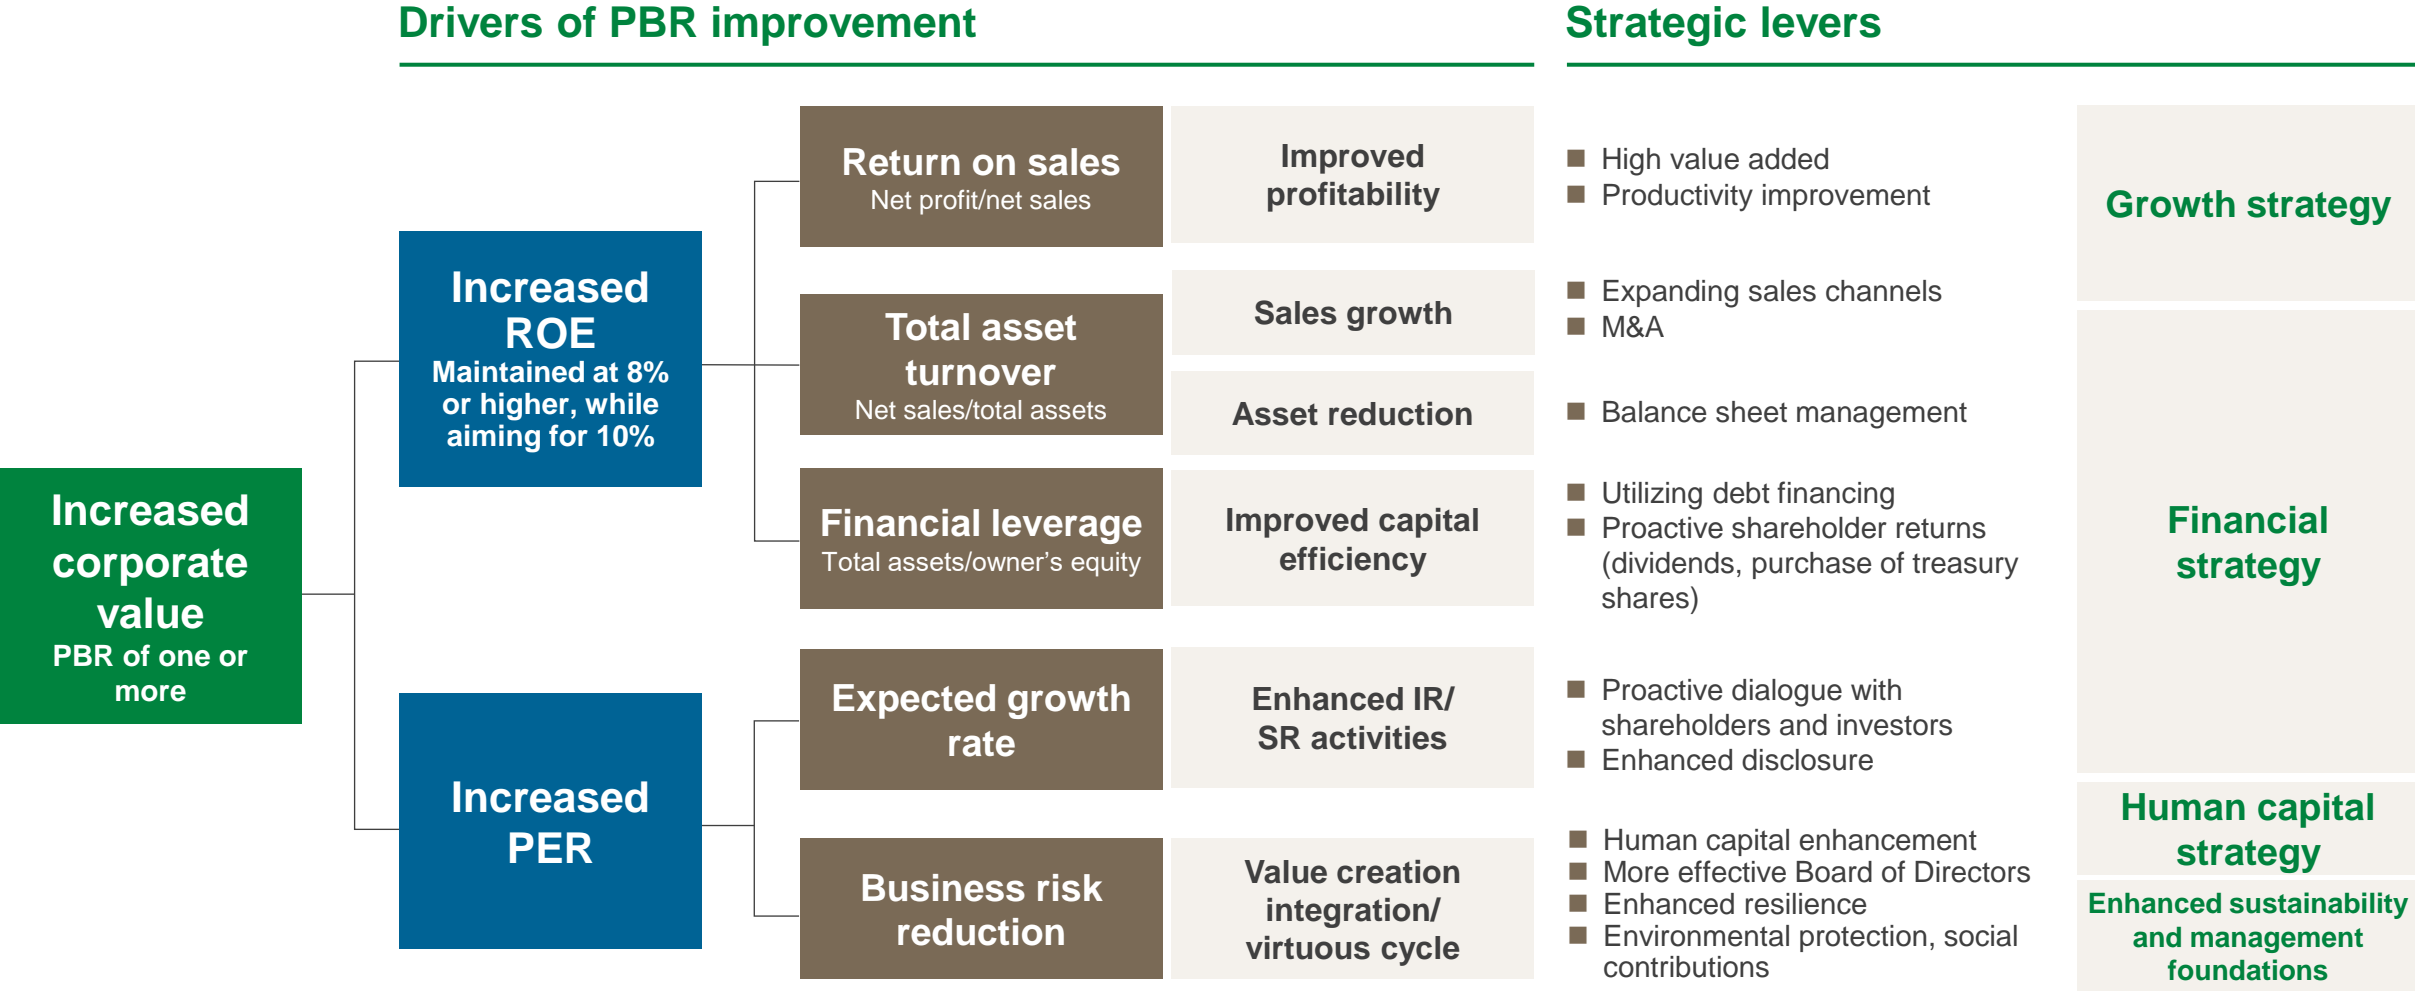 Drivers of PBR improvement
Strategic levers
Increased
corporate
value
PBR of one or
more
Increased
ROE
Maintained at 8%
or higher, while
aiming for 10%
Return on sales
Net profit/net sales
Improved
profitability
High value added
Productivity improvement
Total asset
turnover
Net sales/total assets
Sales growth
Expanding sales channels
M&A
Asset reduction
Balance sheet management
Financial leverage
Total assets/owner's equity
Improved capital
efficiency
Utilizing debt financing
Proactive shareholder returns
(dividends, purchase of treasury
shares)
Increased
PER
Expected growth
rate
Enhanced IR/
SR activities
Proactive dialogue with
shareholders and investors
Enhanced disclosure
Business risk
reduction
Value creation
integration/
virtuous cycle
Human capital enhancement
More effective Board of Directors
Enhanced resilience
Environmental protection, social
contributions
Growth strategy
Financial
strategy
Human capital
strategy
Enhanced sustainability
and management
foundations